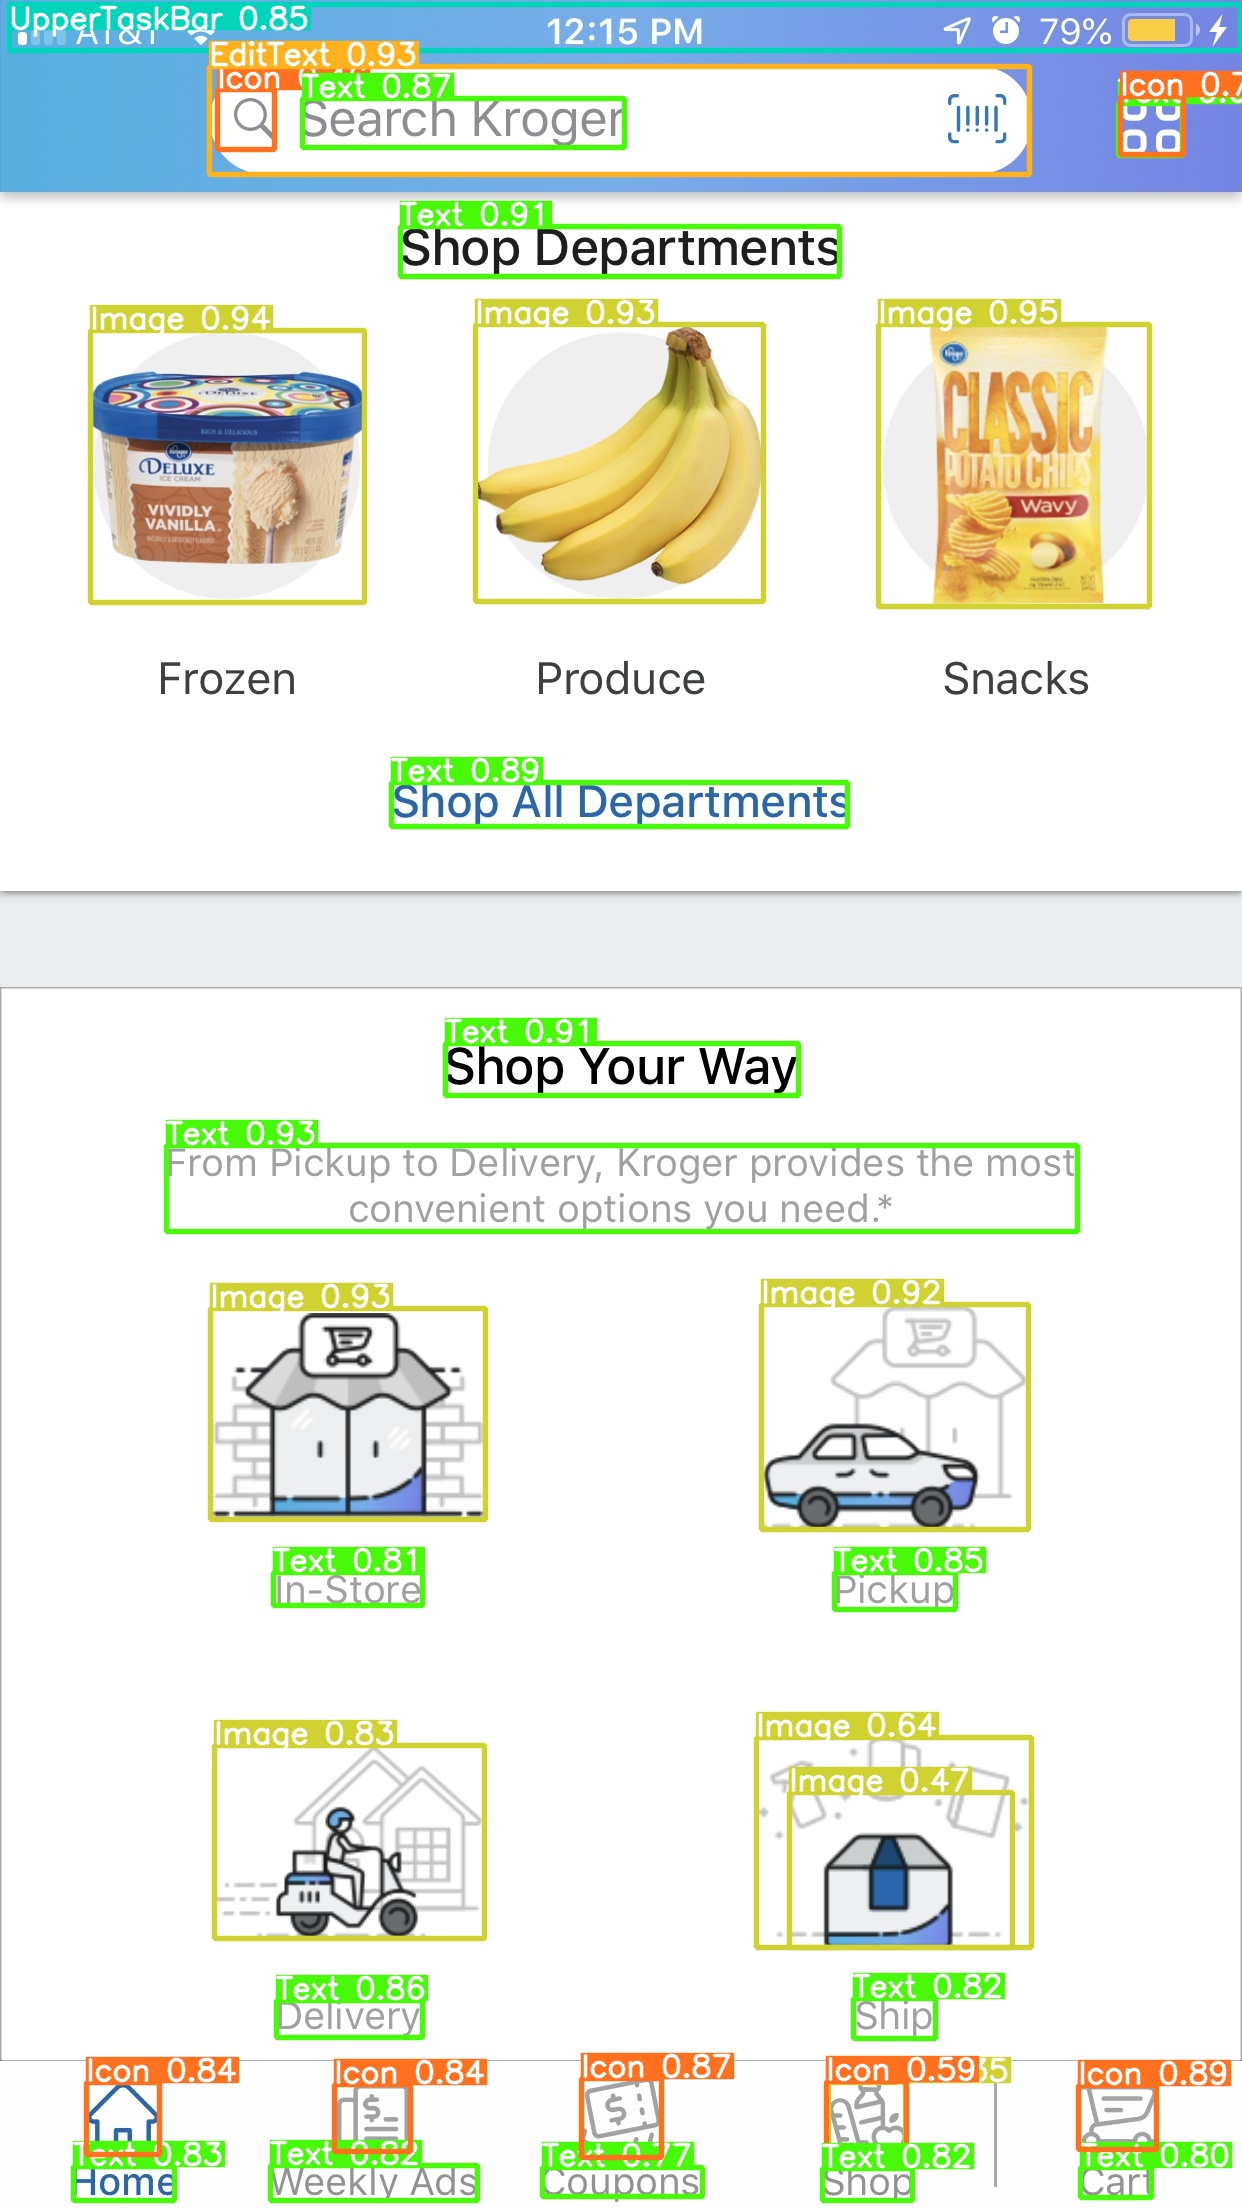 UpperTaskBar 0.85
AT&T 12:15 PM 79%
EditText 0.93
Icon
Text 0.87
Icon 0.7
Search Kroger
Text 0.91
Shop Departments
Image 0.94 Image 0.93 Image 0.95
DELUXE
RICH & DELICIOUS
Kroger
DELUXE
ICE CREAM
VIVIDLY
VANILLA
Kroger
CLASSIC
POTATO CHIPS
Wavy
Frozen Produce Snacks
Text 0.89
Shop All Departments
Text 0.91
Shop Your Way
Text 0.93
From Pickup to Delivery, Kroger provides the most
convenient options you need.*
Image 0.93 Image 0.92
Text 0.81 Text 0.85
In-Store Pickup
Image 0.83 Image 0.64
Image 0.47
Text 0.86 Text 0.82
Delivery Ship
Icon 0.84 Icon 0.84 Icon 0.87 Icon 0.59 Icon 0.89
Text 0.83 Text 0.82 Text 0.77 Text 0.82 Text 0.80
Home Weekly Ads Coupons Shop Cart